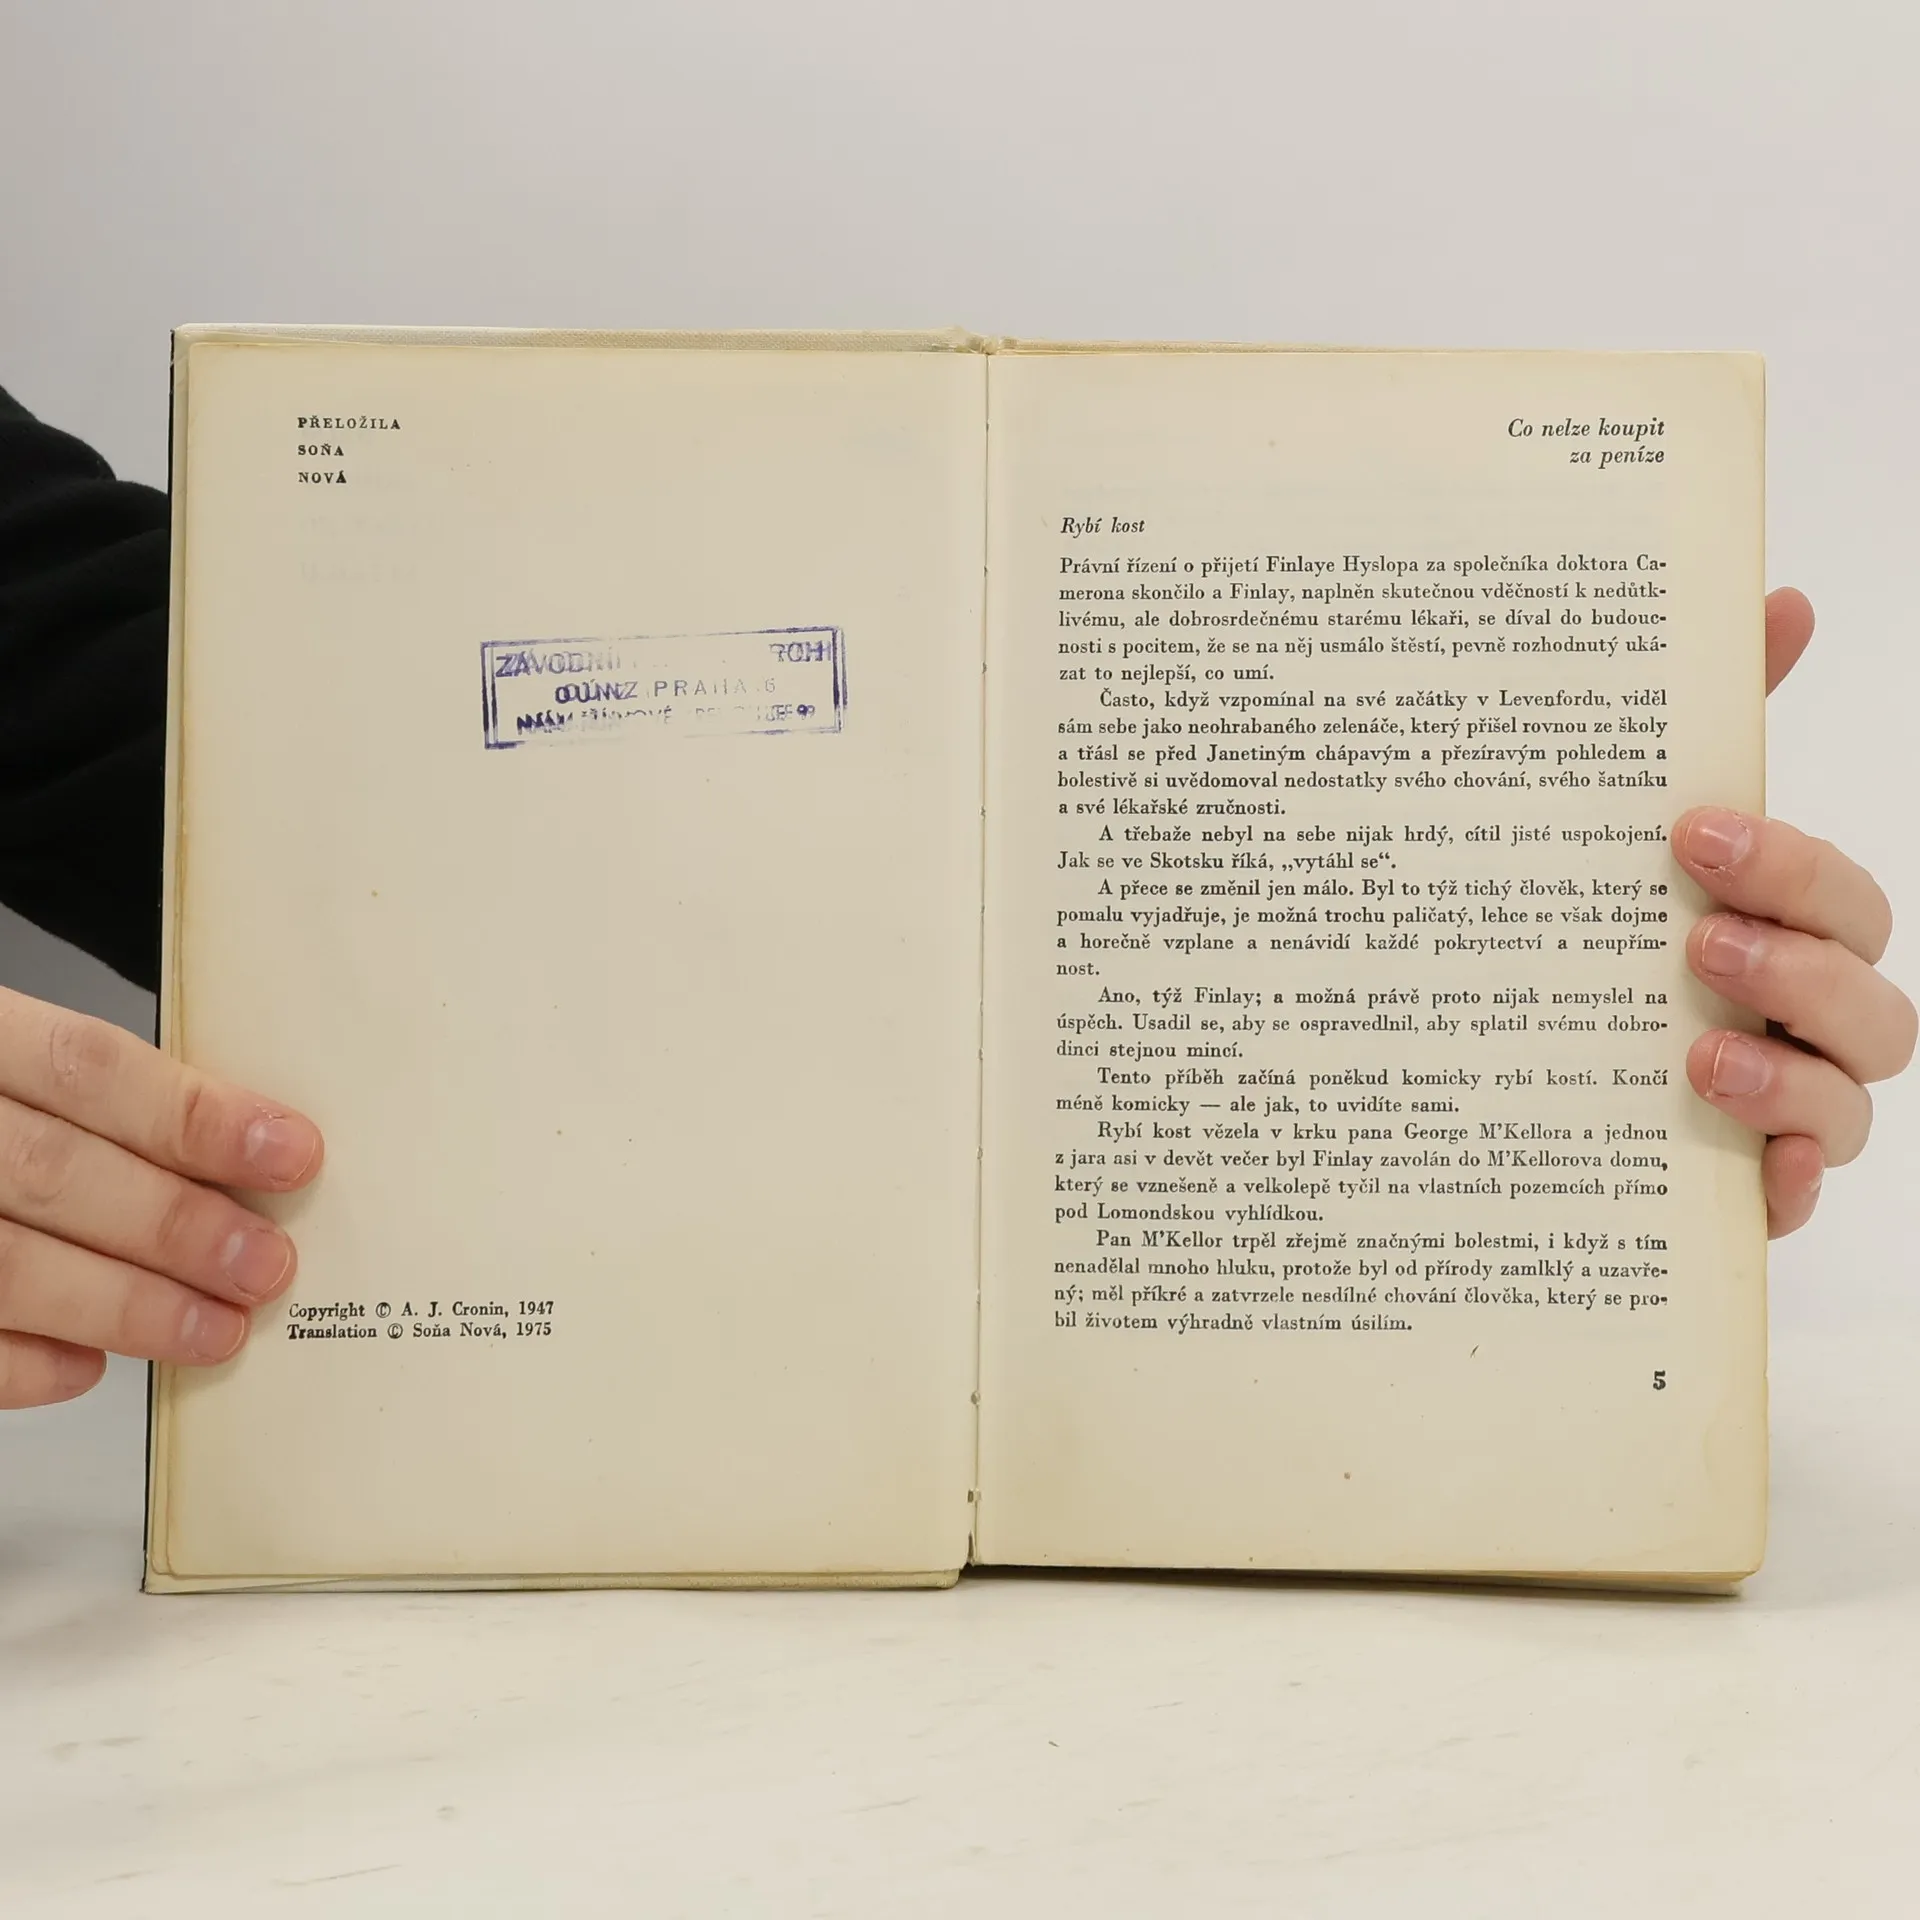 PŘELOŽILA
SOŇA
NOVÁ
ZÁVODNÍ ROH
OÚNZ PRAHA 6
Copyright © A. J. Cronin, 1947
Translation © Soňa Nová, 1975
Co nelze koupit
za peníze
Rybí kost
Právní řízení o přijetí Finlaye Hyslopa za společníka doktora Ca-
merona skončilo a Finlay, naplněn skutečnou vděčností k nedůtk-
livému, ale dobrosrdečnému starému lékaři, se díval do budouc-
nosti s pocitem, že se na něj usmálo štěstí, pevně rozhodnutý uká-
zat to nejlepší, co umí.
Často, když vzpomínal na své začátky v Levenfordu, viděl
sám sebe jako neohrabaného zelenáče, který přišel rovnou ze školy
a třásl se před Janetiným chápavým a přezíravým pohledem a
bolestivě si uvědomoval nedostatky svého chování, svého šatníku
a své lékařské zručnosti.
A třebaže nebyl na sebe nijak hrdý, cítil jisté uspokojení.
Jak se ve Skotsku říká, „vytáhl se“.
A přece se změnil jen málo. Byl to týž tichý člověk, který se
pomalu vyjadřuje, je možná trochu paličatý, lehce se však dojme
a horečně vzplane a nenávidí každé pokrytectví a neupřím-
nost.
Ano, týž Finlay; a možná právě proto nijak nemyslel na
úspěch. Usadil se, aby se ospravedlnil, aby splatil svému dobro-
dinci stejnou mincí.
Tento příběh začíná poněkud komicky rybí kostí. Končí
méně komicky — ale jak, to uvidíte sami.
Rybí kost vězela v krku pana George M’Kellora a jednou
z jara asi v devět večer byl Finlay zavolán do M’Kellorova domu,
který se vznešeně a velkolepě tyčil na vlastních pozemcích přímo
pod Lomondskou vyhlídkou.
Pan M’Kellor trpěl zřejmě značnými bolestmi, i když s tím
nenadělal mnoho hluku, protože byl od přírody zamlklý a uzavře-
ný; měl příkré a zatvrzele nesdílné chování člověka, který se pro-
bil životem výhradně vlastním úsilím.
5